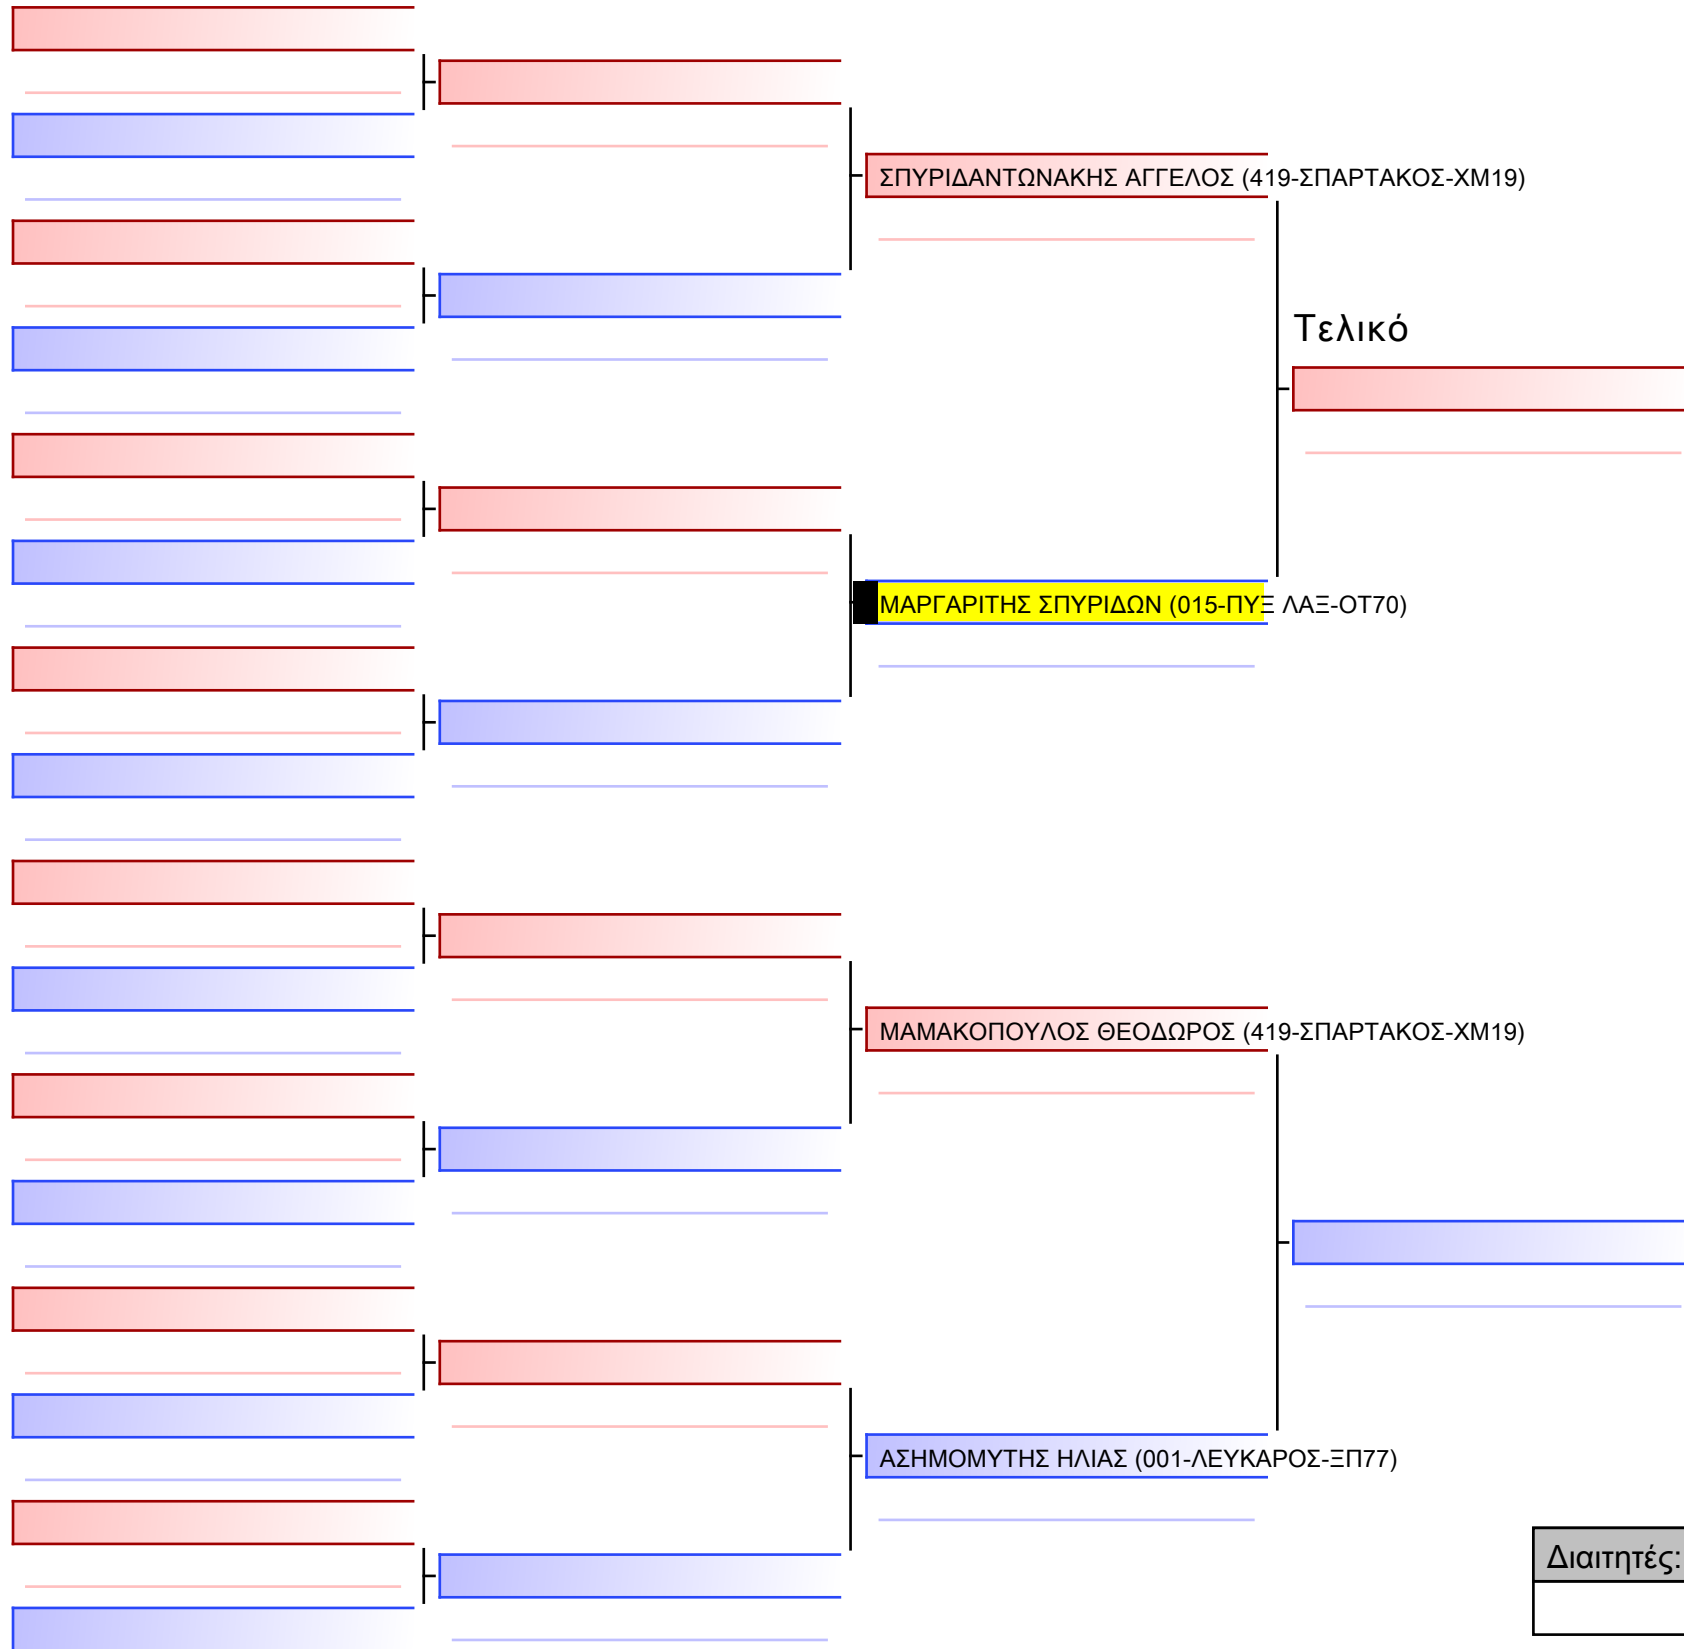 ΣΠΥΡΙΔΑΝΤΩΝΑΚΗΣ ΑΓΓΕΛΟΣ (419-ΣΠΑΡΤΑΚΟΣ-ΧΜ19)
Τελικό
ΜΑΡΓΑΡΙΤΗΣ ΣΠΥΡΙΔΩΝ (015-ΠΥΞ ΛΑΞ-ΟΤ70)
ΜΑΜΑΚΟΠΟΥΛΟΣ ΘΕΟΔΩΡΟΣ (419-ΣΠΑΡΤΑΚΟΣ-ΧΜ19)
ΑΣΗΜΟΜΥΤΗΣ ΗΛΙΑΣ (001-ΛΕΥΚΑΡΟΣ-ΞΠ77)
Διαιτητές: